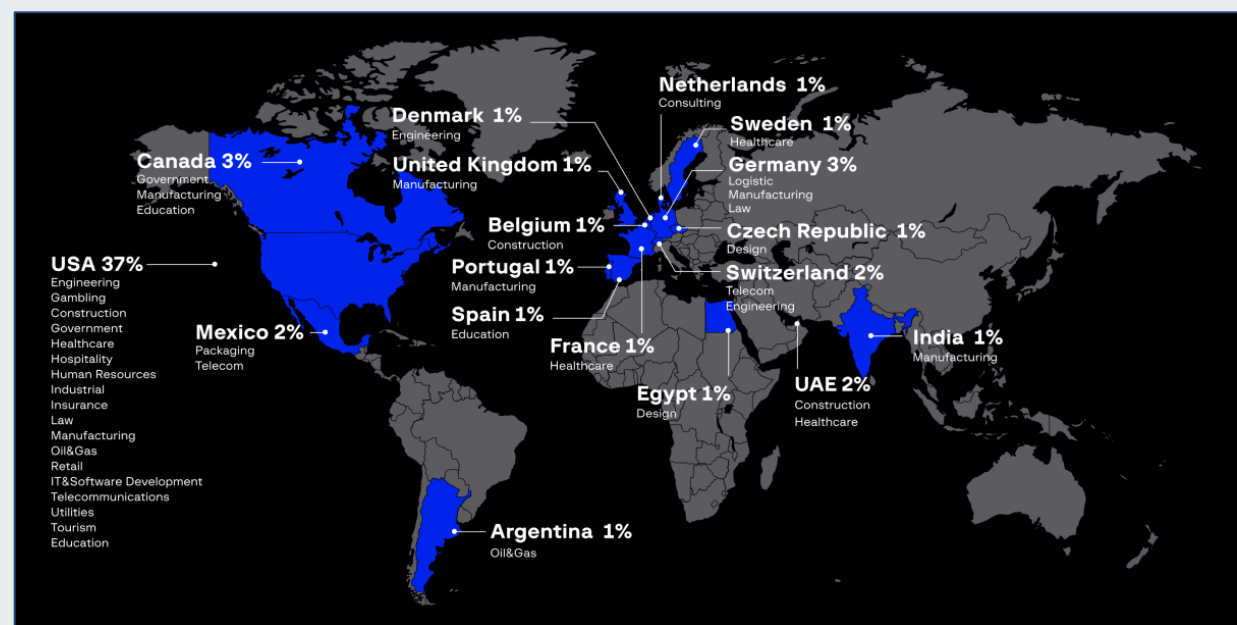 Netherlands 1%
Consulting
Denmark 1%
Engineering
Sweden 1%
Healthcare
Canada 3%
Government
Manufacturing
Education
United Kingdom 1%
Manufacturing
Germany 3%
Logistic
Manufacturing
Law
Belgium 1%
Construction
Czech Republic 1%
Design
USA 37%
Engineering
Gambling
Construction
Government
Healthcare
Hospitality
Human Resources
Industrial
Insurance
Law
Manufacturing
Oil&Gas
Retail
IT&Software Development
Telecommunications
Utilities
Tourism
Education
Portugal 1%
Manufacturing
Switzerland 2%
Telecom
Engineering
Mexico 2%
Packaging
Telecom
Spain 1%
Education
France 1%
Healthcare
India 1%
Manufacturing
Egypt 1%
Design
UAE 2%
Construction
Healthcare
Argentina 1%
Oil&Gas